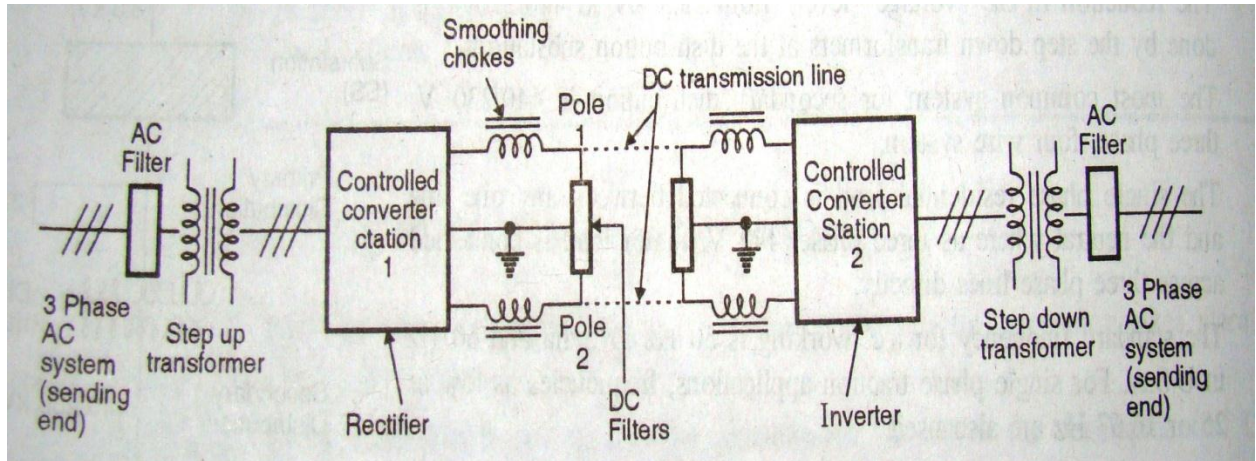 Smoothing
chokes
DC transmission line
Pole
1
AC
Filter
Controlled
converter
ctation
1
Controlled
Converter
Station
2
AC
Filter
3 Phase
AC
system
(sending
end)
Step up
transformer
Rectifier
Pole
2
DC
Filters
Inverter
Step down
transformer
3 Phase
AC
system
(sending
end)